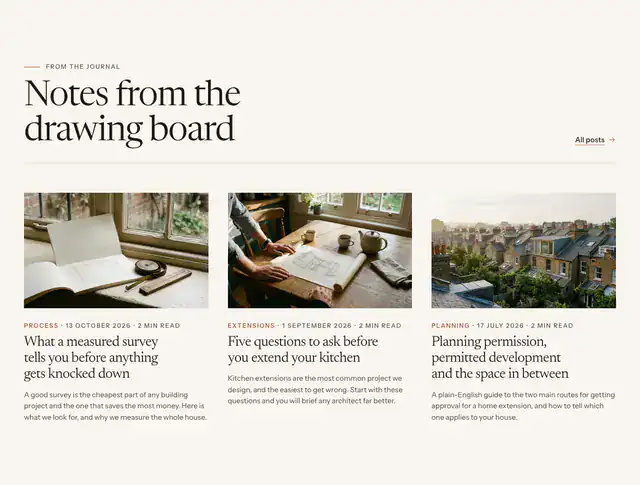 FROM THE JOURNAL
Notes from the
drawing board
All posts →
PROCESS · 13 OCTOBER 2026 · 2 MIN READ
What a measured survey
tells you before anything
gets knocked down
A good survey is the cheapest part of any building
project and the one that saves the most money. Here is
what we look for, and why we measure the whole house.
EXTENSIONS · 1 SEPTEMBER 2026 · 2 MIN READ
Five questions to ask before
you extend your kitchen
Kitchen extensions are the most common project we
design, and the easiest to get wrong. Start with these
questions and you will brief any architect far better.
PLANNING · 17 JULY 2026 · 2 MIN READ
Planning permission,
permitted development
and the space in between
A plain-English guide to the two main routes for getting
approval for a home extension, and how to tell which
one applies to your house.